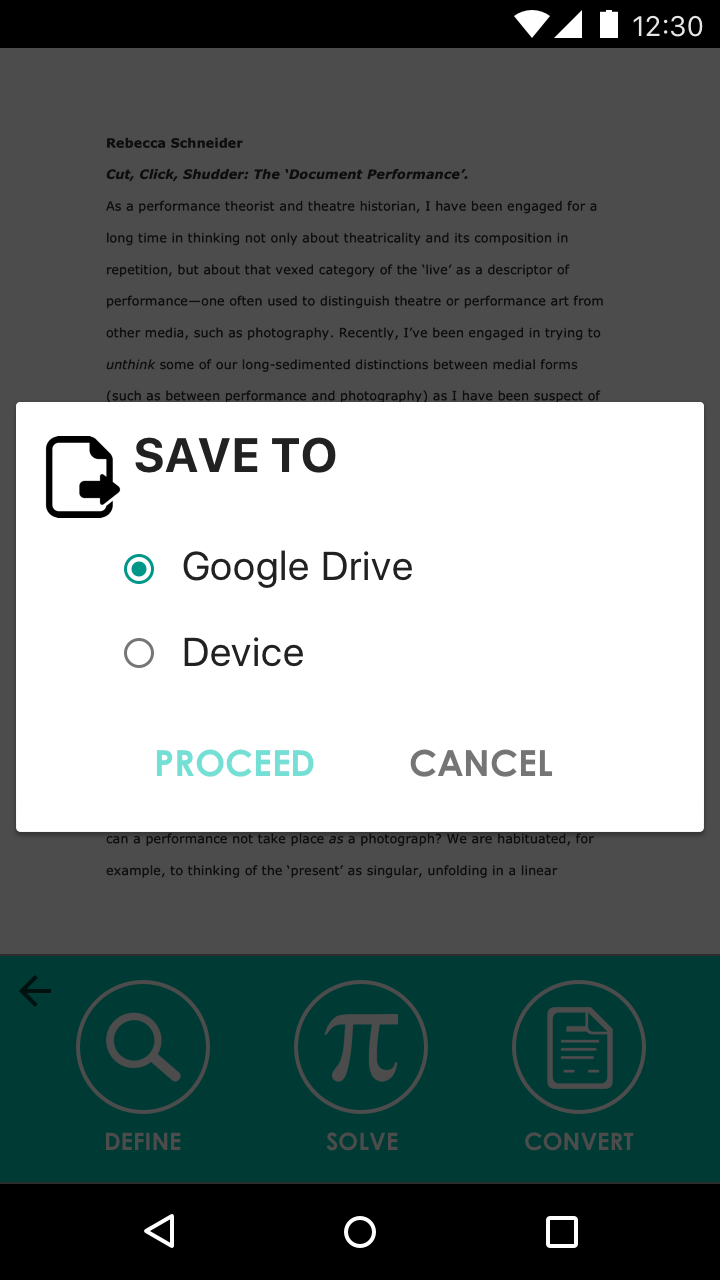 12:30
Rebecca Schneider
Cut, Click, Shudder: The ‘Document Performance’.
As a performance theorist and theatre historian, I have been engaged for a
long time in thinking not only about theatricality and its composition in
repetition, but about that vexed category of the ‘live’ as a descriptor of
performance—one often used to distinguish theatre or performance art from
other media, such as photography. Recently, I’ve been engaged in trying to
unthink some of our long-sedimented distinctions between medial forms
(such as between performance and photography) as I have been suspect of
SAVE TO
Google Drive
Device
PROCEED
CANCEL
can a performance not take place as a photograph? We are habituated, for
example, to thinking of the ‘present’ as singular, unfolding in a linear
DEFINE
SOLVE
CONVERT